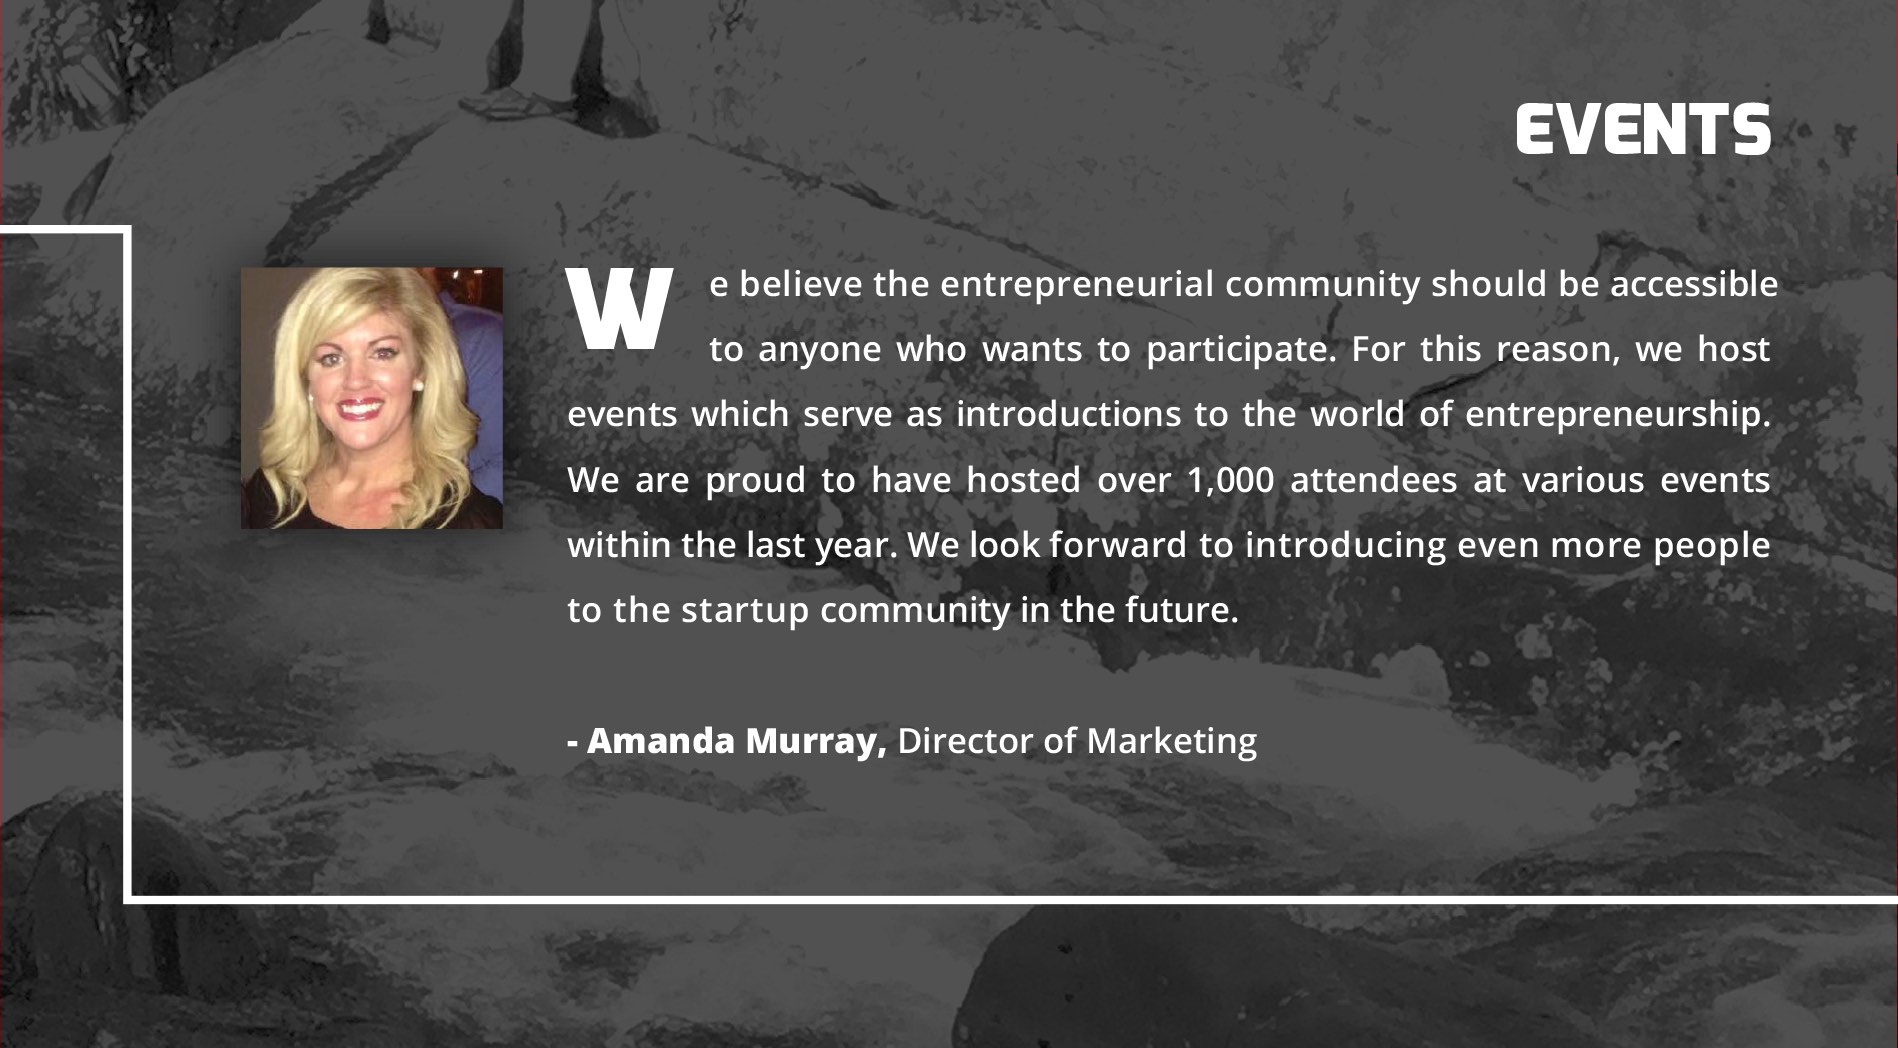 EVENTS
We believe the entrepreneurial community should be accessible
to anyone who wants to participate. For this reason, we host
events which serve as introductions to the world of entrepreneurship.
We are proud to have hosted over 1,000 attendees at various events
within the last year. We look forward to introducing even more people
to the startup community in the future.
- Amanda Murray, Director of Marketing